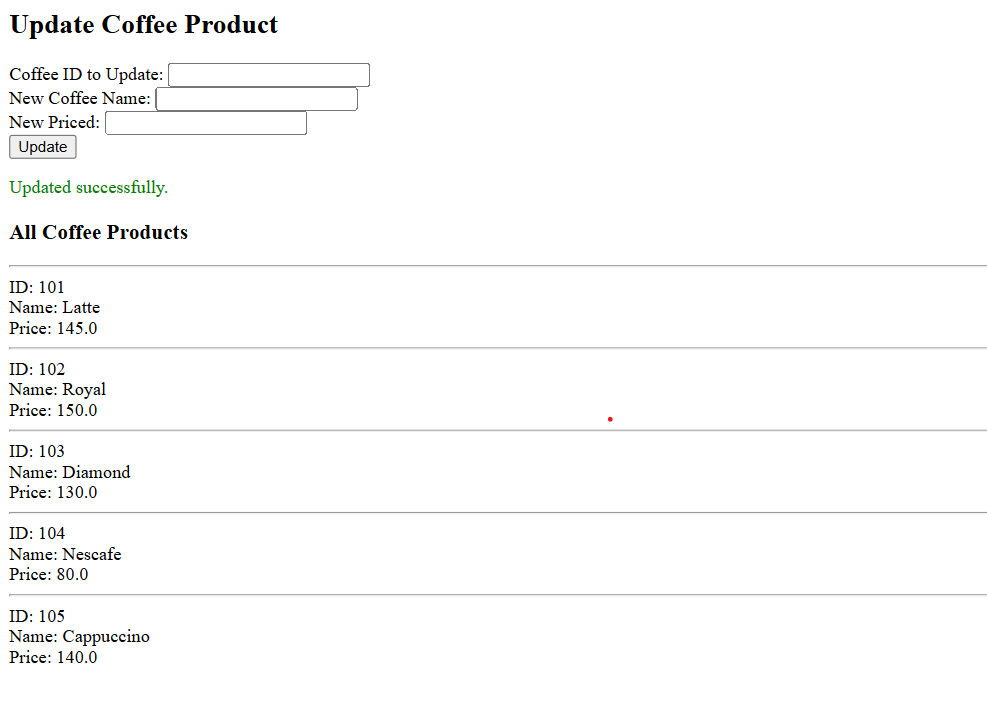 Update Coffee Product
Coffee ID to Update:
New Coffee Name:
New Priced:
Update
Updated successfully.
All Coffee Products
ID: 101
Name: Latte
Price: 145.0
ID: 102
Name: Royal
Price: 150.0
ID: 103
Name: Diamond
Price: 130.0
ID: 104
Name: Nescafe
Price: 80.0
ID: 105
Name: Cappuccino
Price: 140.0